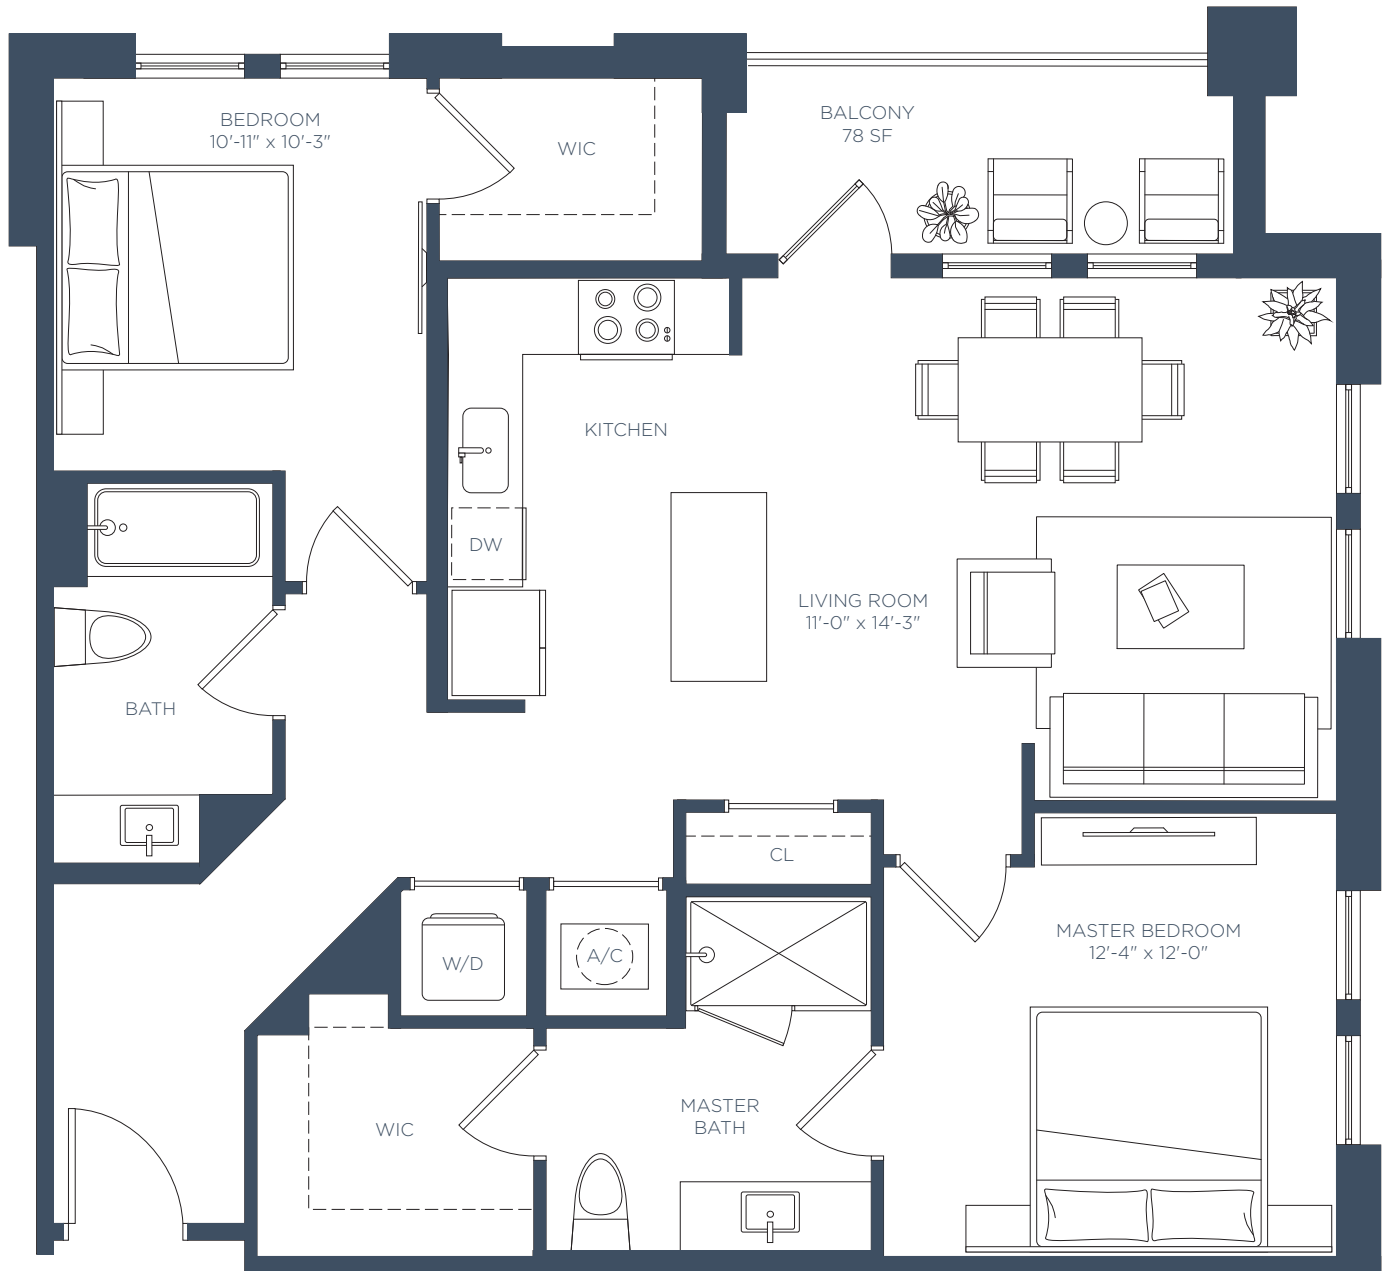 BEDROOM
10'-11" x 10'-3"
WIC
BALCONY
78 SF
KITCHEN
DW
LIVING ROOM
11'-0" x 14'-3"
BATH
CL
W/D
A/C
MASTER BEDROOM
12'-4" x 12'-0"
WIC
MASTER
BATH